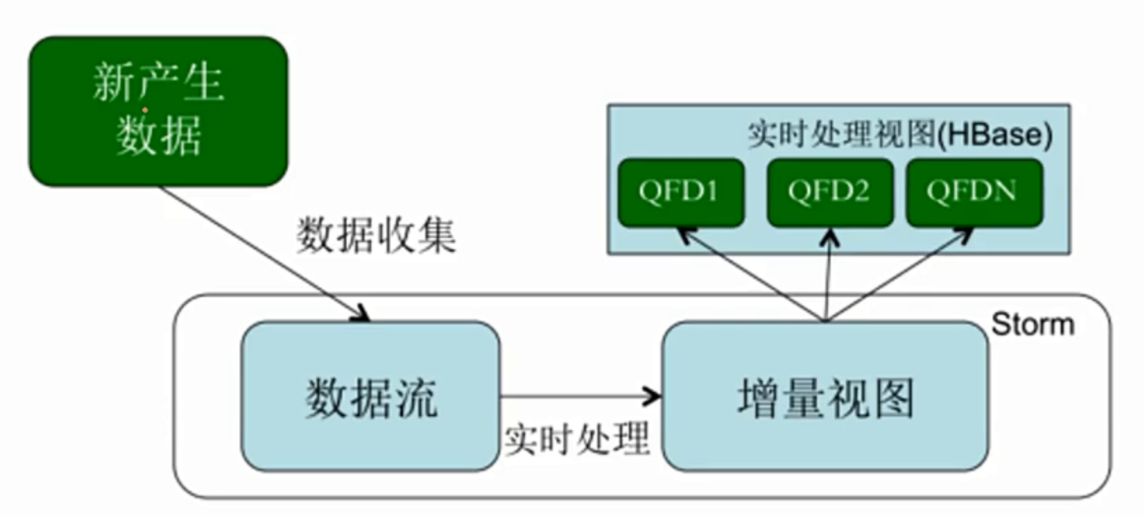 新产生
数据
数据收集
实时处理视图(HBase)
QFD1
QFD2
QFDN
Storm
数据流
实时处理
增量视图